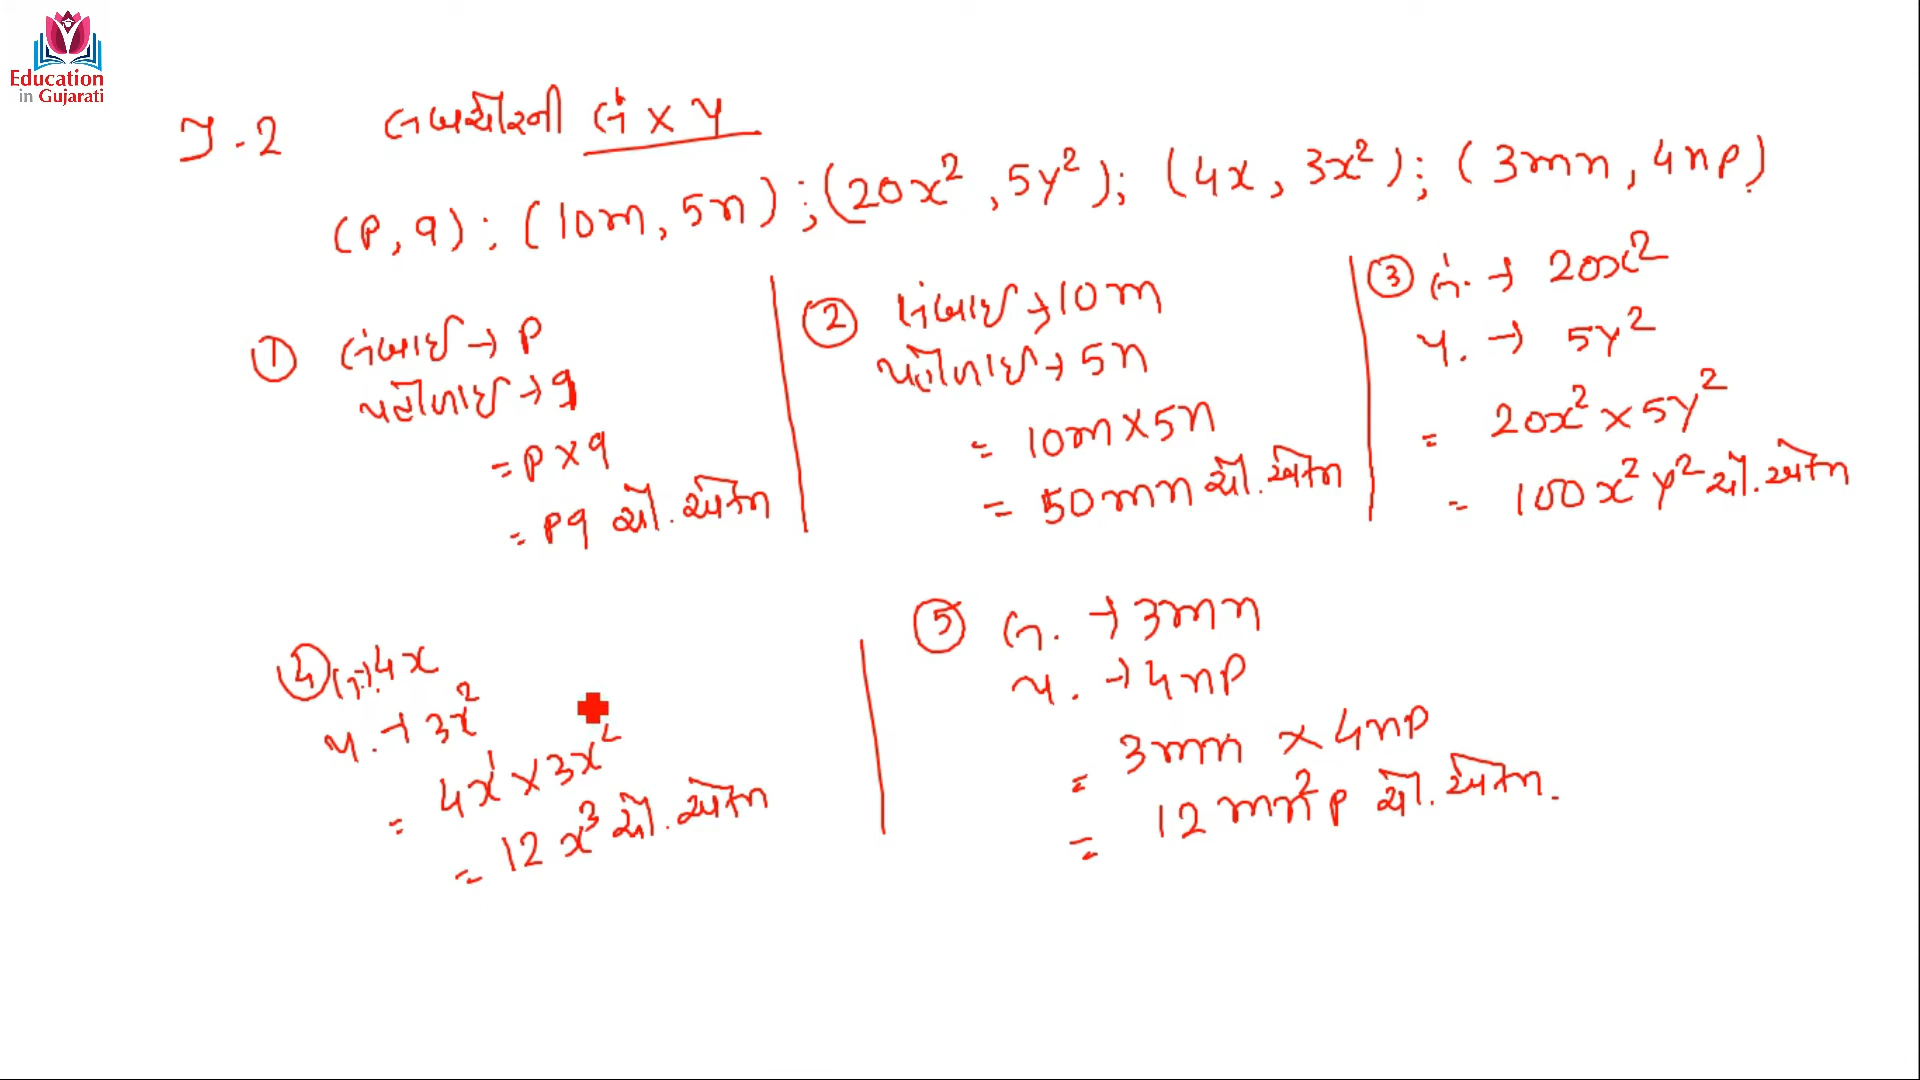 Education
in Gujarati
J-2 લંબચોરસની લં × પ
(P, q); (10m, 5n); (20x², 5y²); (4x, 3x²); (3mn, 4np)
① લંબાઈ → P
પહોળાઈ → q
= P × q
= Pq ચો. એકમ
② લંબાઈ → 10m
પહોળાઈ → 5n
= 10m × 5n
= 50mn ચો. એકમ
③ લં. → 20x²
પ. → 5y²
= 20x² × 5y²
= 100x²y² ચો. એકમ
④ લં → 4x
પ. → 3x²
= 4x¹ × 3x²
= 12x³ ચો. એકમ
⑤ લ. → 3mn
પ. → 4np
= 3mn × 4np
= 12mn²p ચો. એકમ.